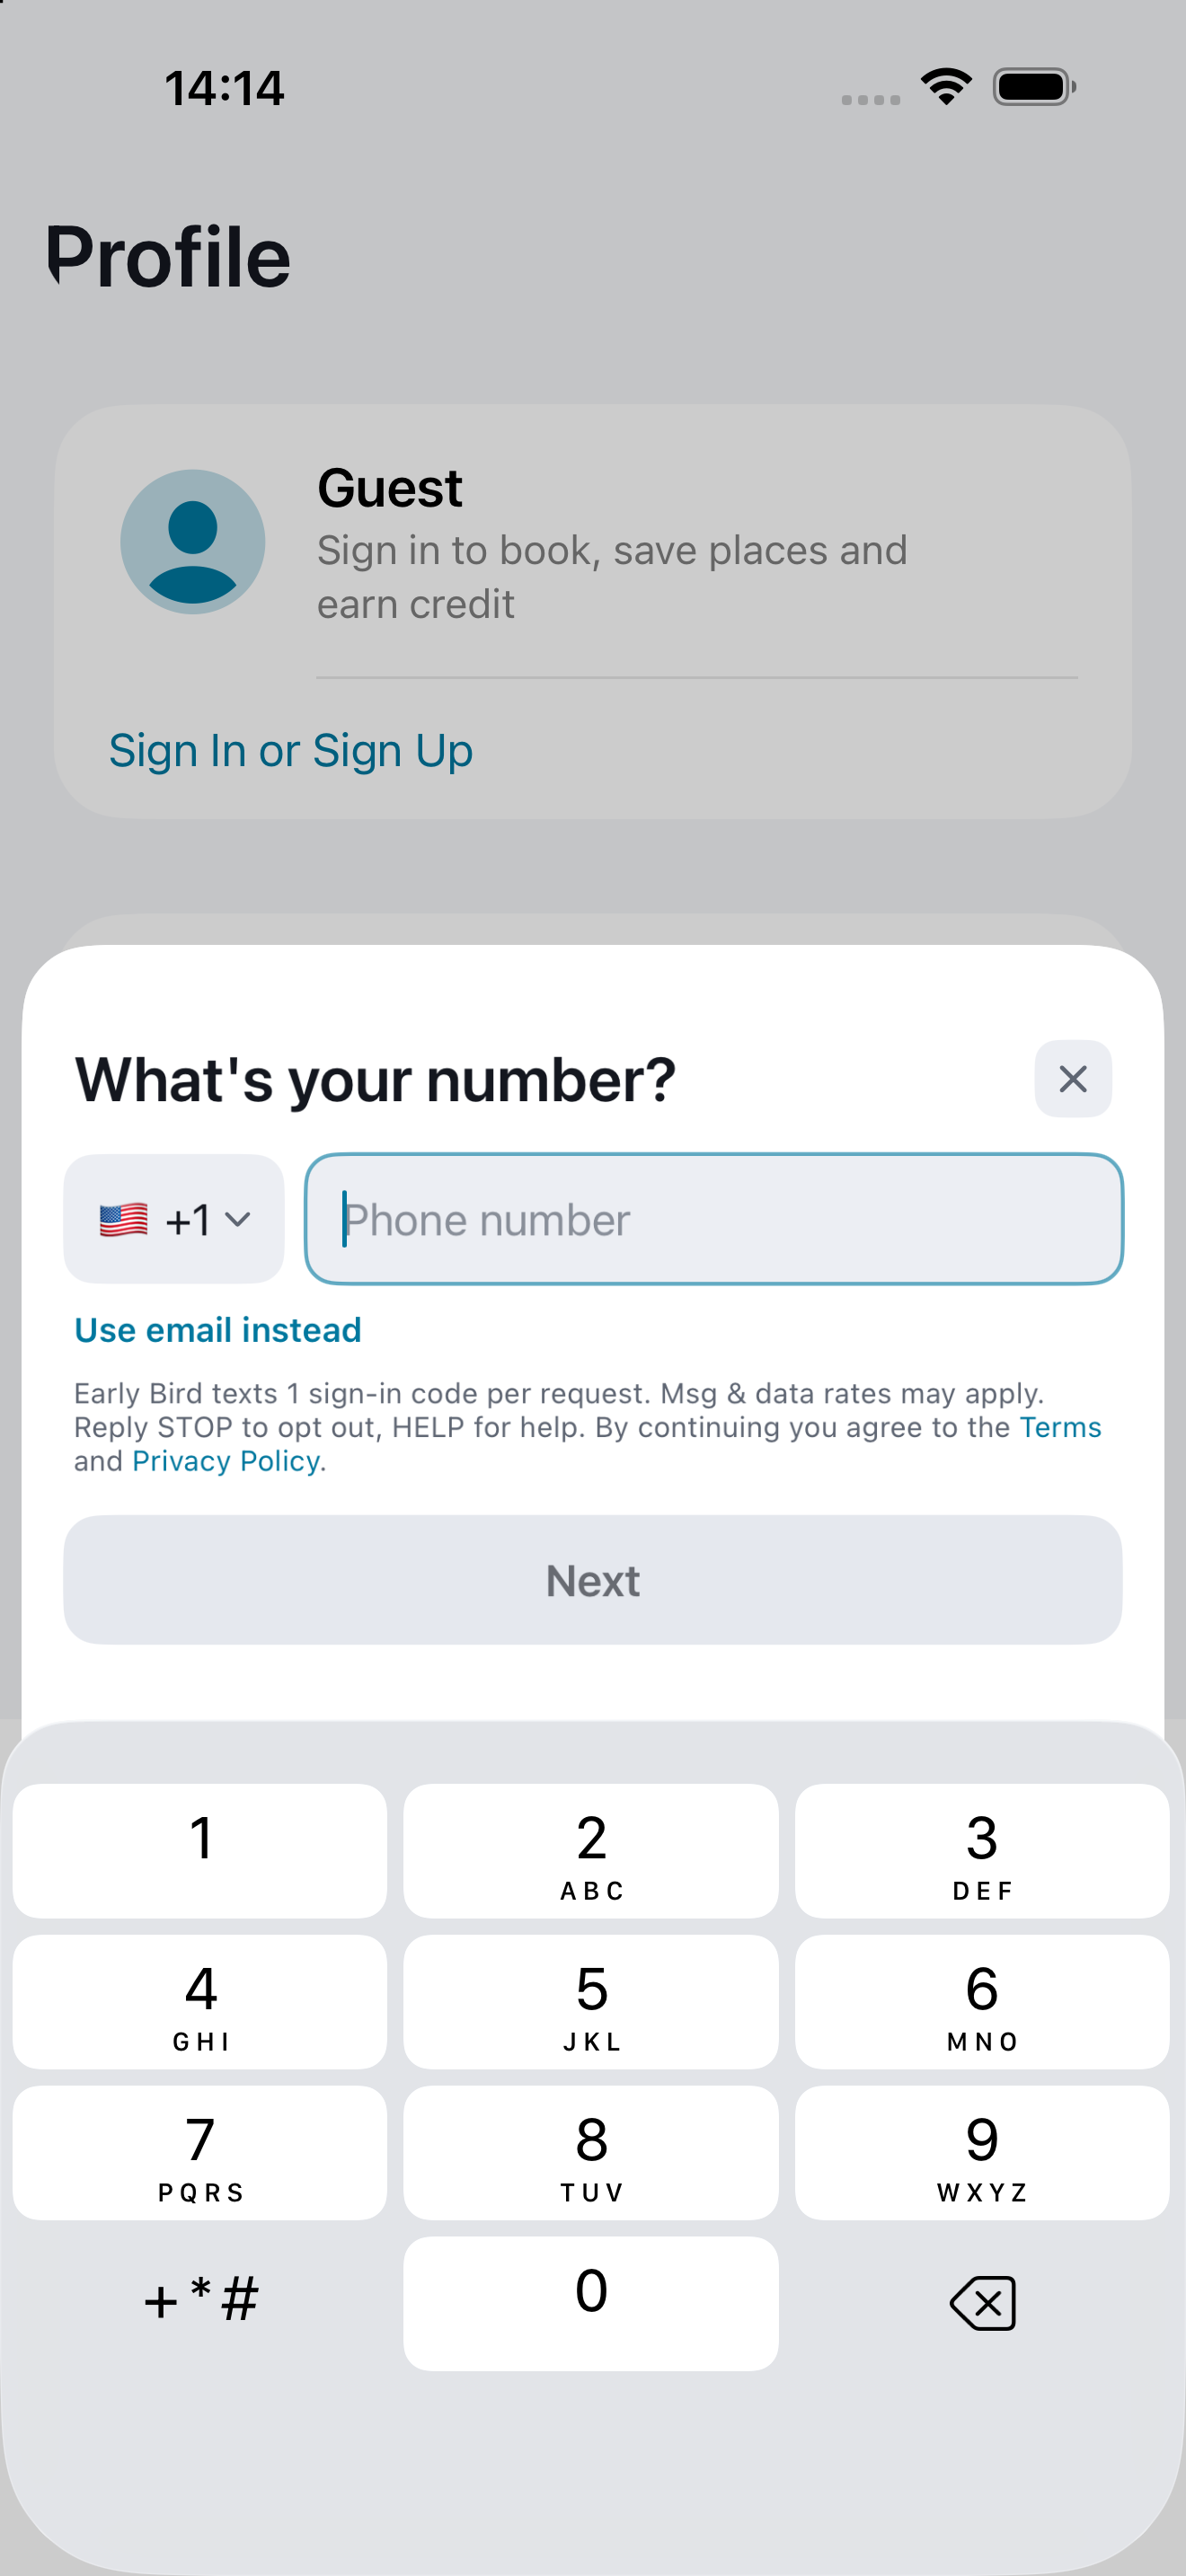 14:14
Profile
Guest
Sign in to book, save places and
earn credit
Sign In or Sign Up
What's your number?
🇺🇸 +1
Phone number
Use email instead
Early Bird texts 1 sign-in code per request. Msg & data rates may apply.
Reply STOP to opt out, HELP for help. By continuing you agree to the Terms
and Privacy Policy.
Next
1
2
ABC
3
DEF
4
GHI
5
JKL
6
MNO
7
PQRS
8
TUV
9
WXYZ
+*#
0